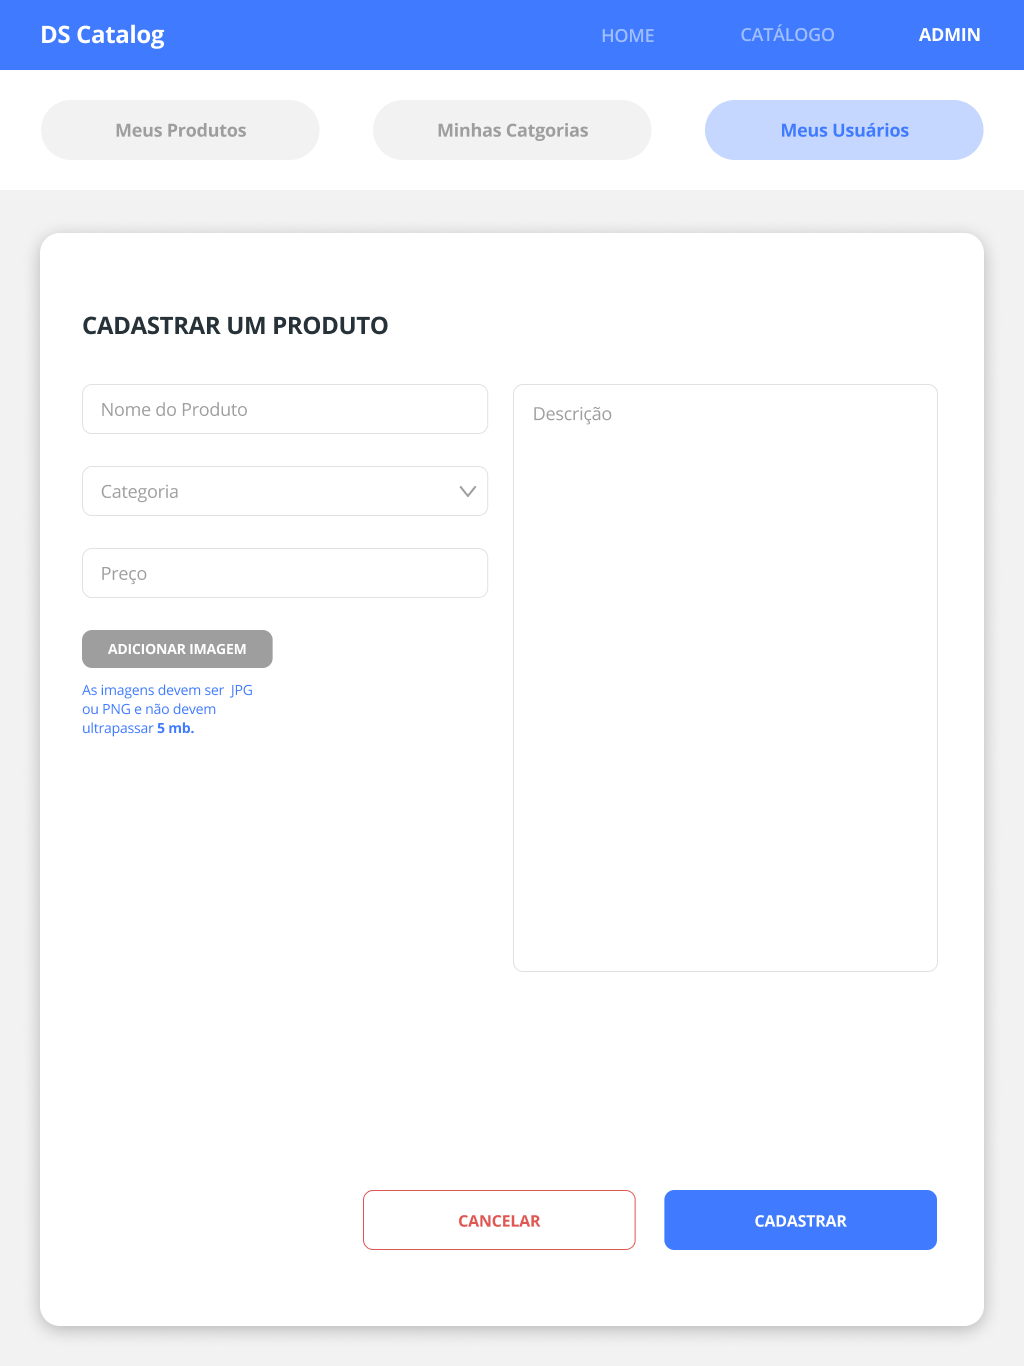 DS Catalog
HOME
CATÁLOGO
ADMIN
Meus Produtos
Minhas Catgorias
Meus Usuários
CADASTRAR UM PRODUTO
Nome do Produto
Categoria
Preço
ADICIONAR IMAGEM
As imagens devem ser  JPG
ou PNG e não devem
ultrapassar 5 mb.
Descrição
CANCELAR
CADASTRAR